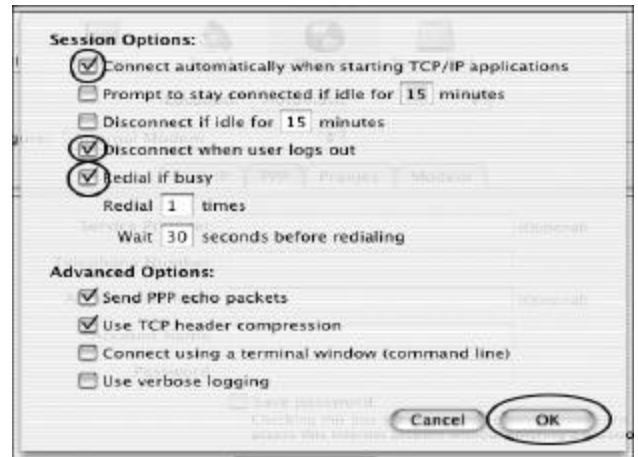 Session Options:
Connect automatically when starting TCP/IP applications
Prompt to stay connected if idle for 15 minutes
Disconnect if idle for 15 minutes
Disconnect when user logs out
Redial if busy
Redial 1 times
Wait 30 seconds before redialing
Advanced Options:
Send PPP echo packets
Use TCP header compression
Connect using a terminal window (command line)
Use verbose logging
Cancel OK